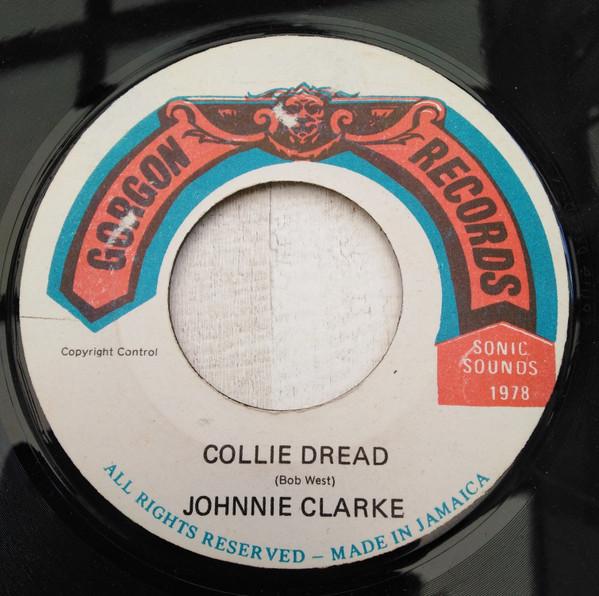 GORGON
RECORDS
SONIC
SOUNDS
1978
Copyright Control
COLLIE DREAD
(Bob West)
JOHNNIE CLARKE
ALL RIGHTS RESERVED – MADE IN JAMAICA